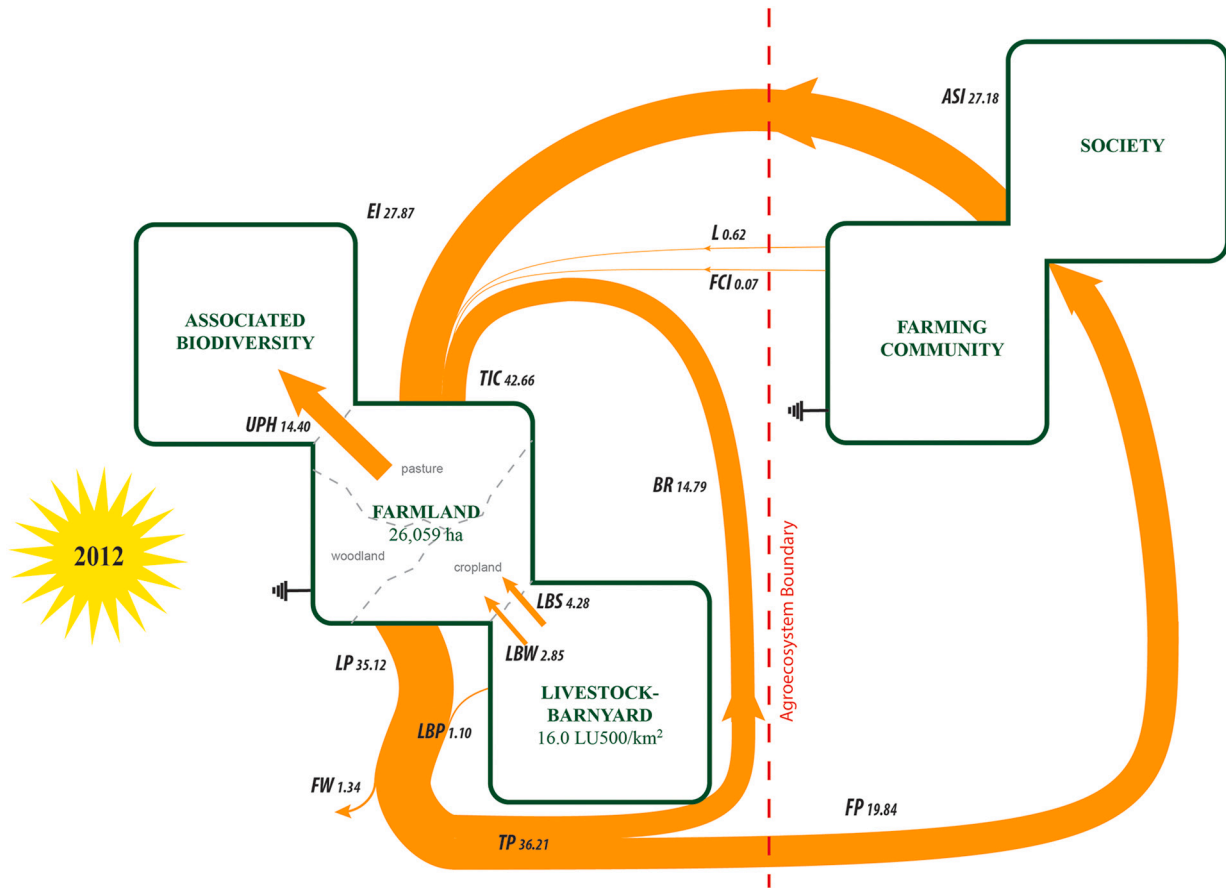 ASI 27.18
SOCIETY
EI 27.87
L 0.62
FCI 0.07
ASSOCIATED
BIODIVERSITY
FARMING
COMMUNITY
TIC 42.66
UPH 14.40
pasture
BR 14.79
FARMLAND
26,059 ha
2012
woodland
cropland
LBS 4.28
LBW 2.85
LP 35.12
Agroecosystem Boundary
LIVESTOCK-
BARNYARD
16.0 LU500/km²
LBP 1.10
FW 1.34
FP 19.84
TP 36.21